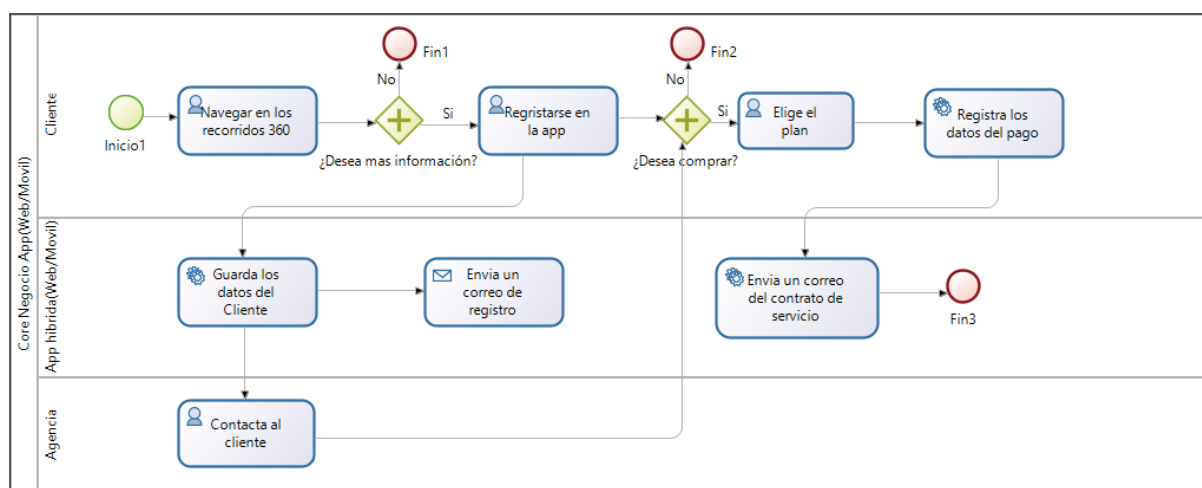 Core Negocio App(Web/Movil)
Cliente
Inicio1
Navegar en los
recorridos 360
No
Fin1
Si
¿Desea mas información?
Regristarse en
la app
No
Fin2
Si
¿Desea comprar?
Elige el
plan
Registra los
datos del pago
App hibrida(Web/Movil)
Guarda los
datos del
Cliente
Envia un
correo de
registro
Envia un correo
del contrato de
servicio
Fin3
Agencia
Contacta al
cliente